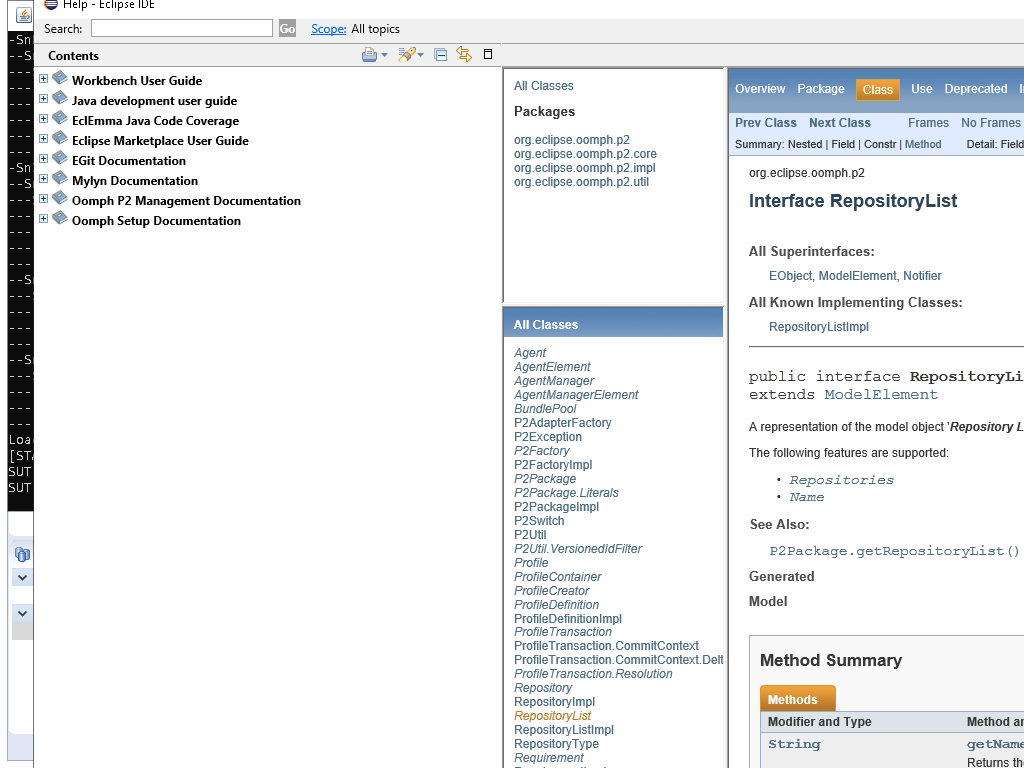 Help - Eclipse IDE
Search:
Go
Scope: All topics
Contents
Workbench User Guide
Java development user guide
EclEmma Java Code Coverage
Eclipse Marketplace User Guide
EGit Documentation
Mylyn Documentation
Oomph P2 Management Documentation
Oomph Setup Documentation
All Classes
Packages
org.eclipse.oomph.p2
org.eclipse.oomph.p2.core
org.eclipse.oomph.p2.impl
org.eclipse.oomph.p2.util
All Classes
Agent
AgentElement
AgentManager
AgentManagerElement
BundlePool
P2AdapterFactory
P2Exception
P2Factory
P2FactoryImpl
P2Package
P2Package.Literals
P2PackageImpl
P2Switch
P2Util
P2Util.VersionedIdFilter
Profile
ProfileContainer
ProfileCreator
ProfileDefinition
ProfileDefinitionImpl
ProfileTransaction
ProfileTransaction.CommitContext
ProfileTransaction.CommitContext.Delt
ProfileTransaction.Resolution
Repository
RepositoryImpl
RepositoryList
RepositoryListImpl
RepositoryType
Requirement
Overview Package Class Use Deprecated
Prev Class Next Class Frames No Frames
Summary: Nested | Field | Constr | Method Detail: Field
org.eclipse.oomph.p2
Interface RepositoryList
All Superinterfaces:
EObject, ModelElement, Notifier
All Known Implementing Classes:
RepositoryListImpl
public interface RepositoryLi
extends ModelElement
A representation of the model object 'Repository L
The following features are supported:
• Repositories
• Name
See Also:
P2Package.getRepositoryList()
Generated
Model
Method Summary
Methods
Modifier and Type Method an
String getName
Returns th
-Sn
--S
-Sn
--S
--S
--S
Loa
[STA
SUT
SUT